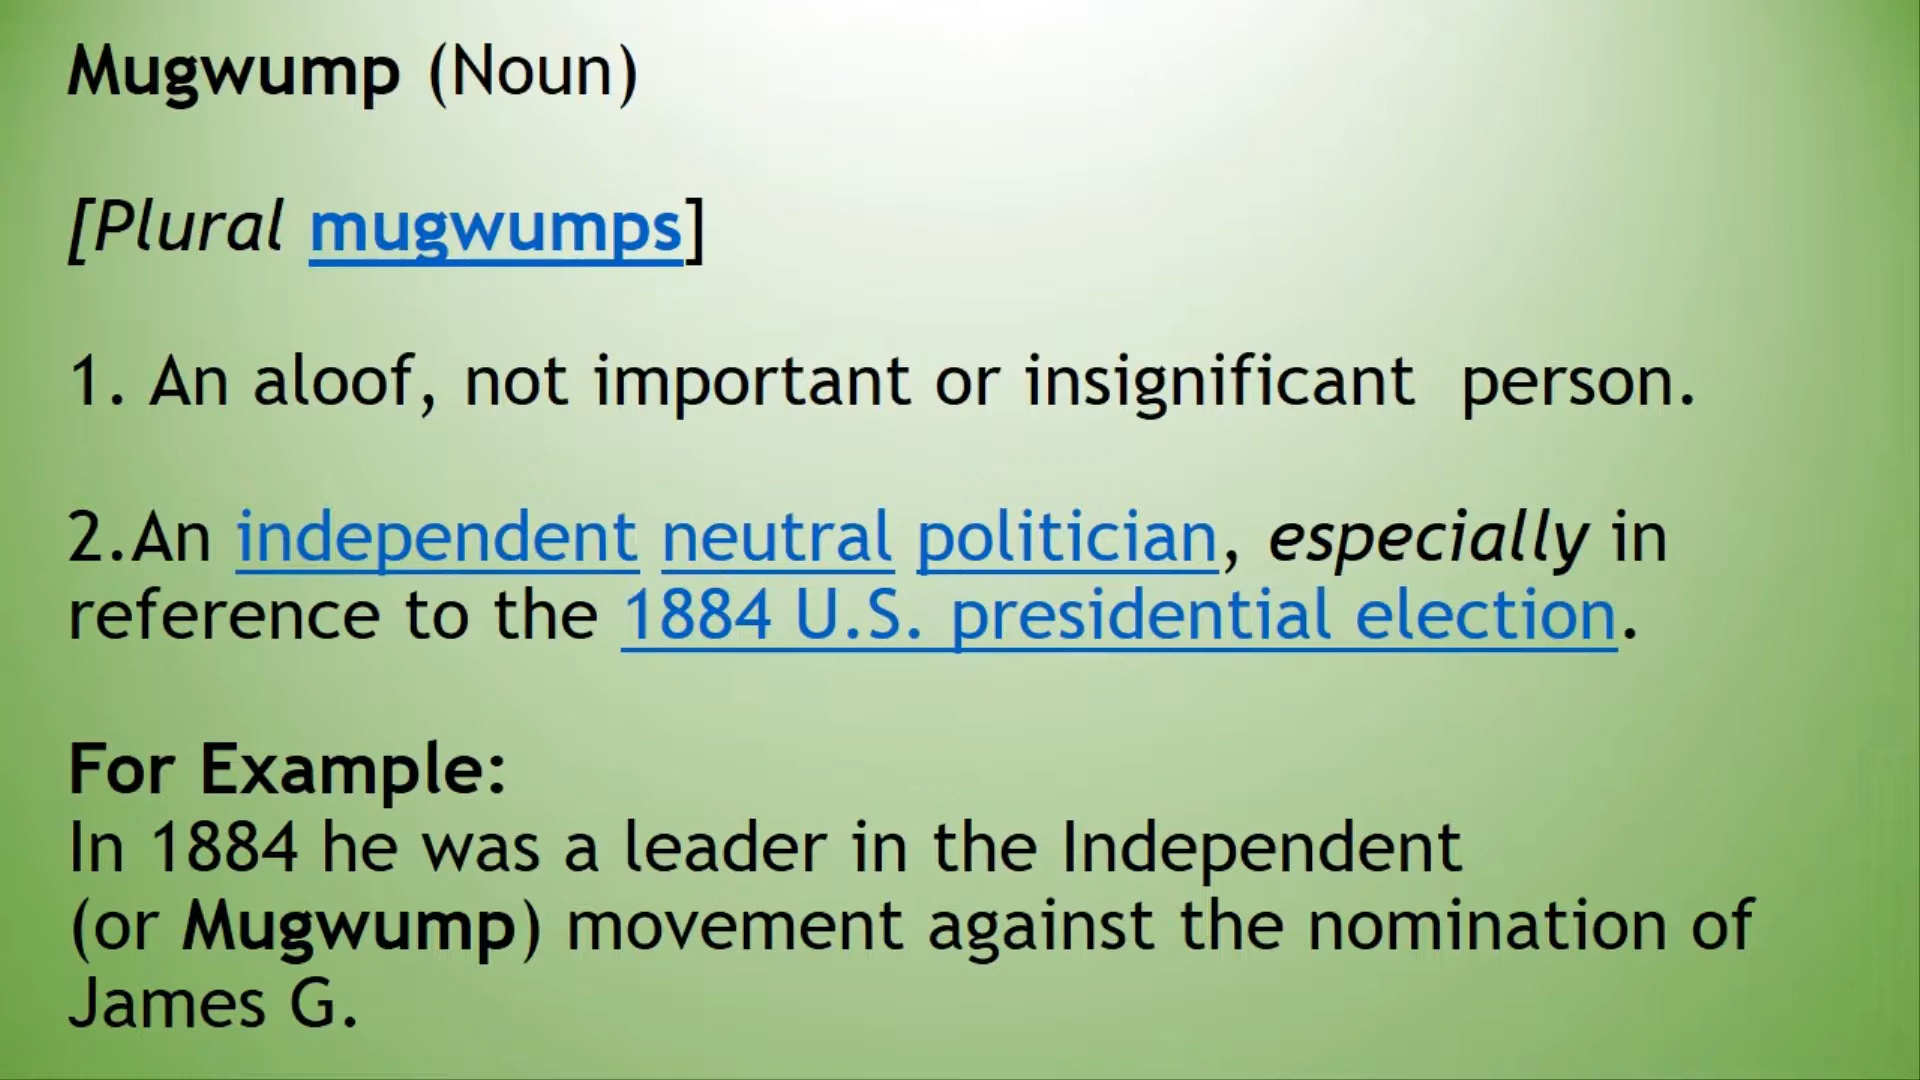 Mugwump (Noun)
[Plural mugwumps]
1. An aloof, not important or insignificant  person.
2.An independent neutral politician, especially in
reference to the 1884 U.S. presidential election.
For Example:
In 1884 he was a leader in the Independent
(or Mugwump) movement against the nomination of
James G.